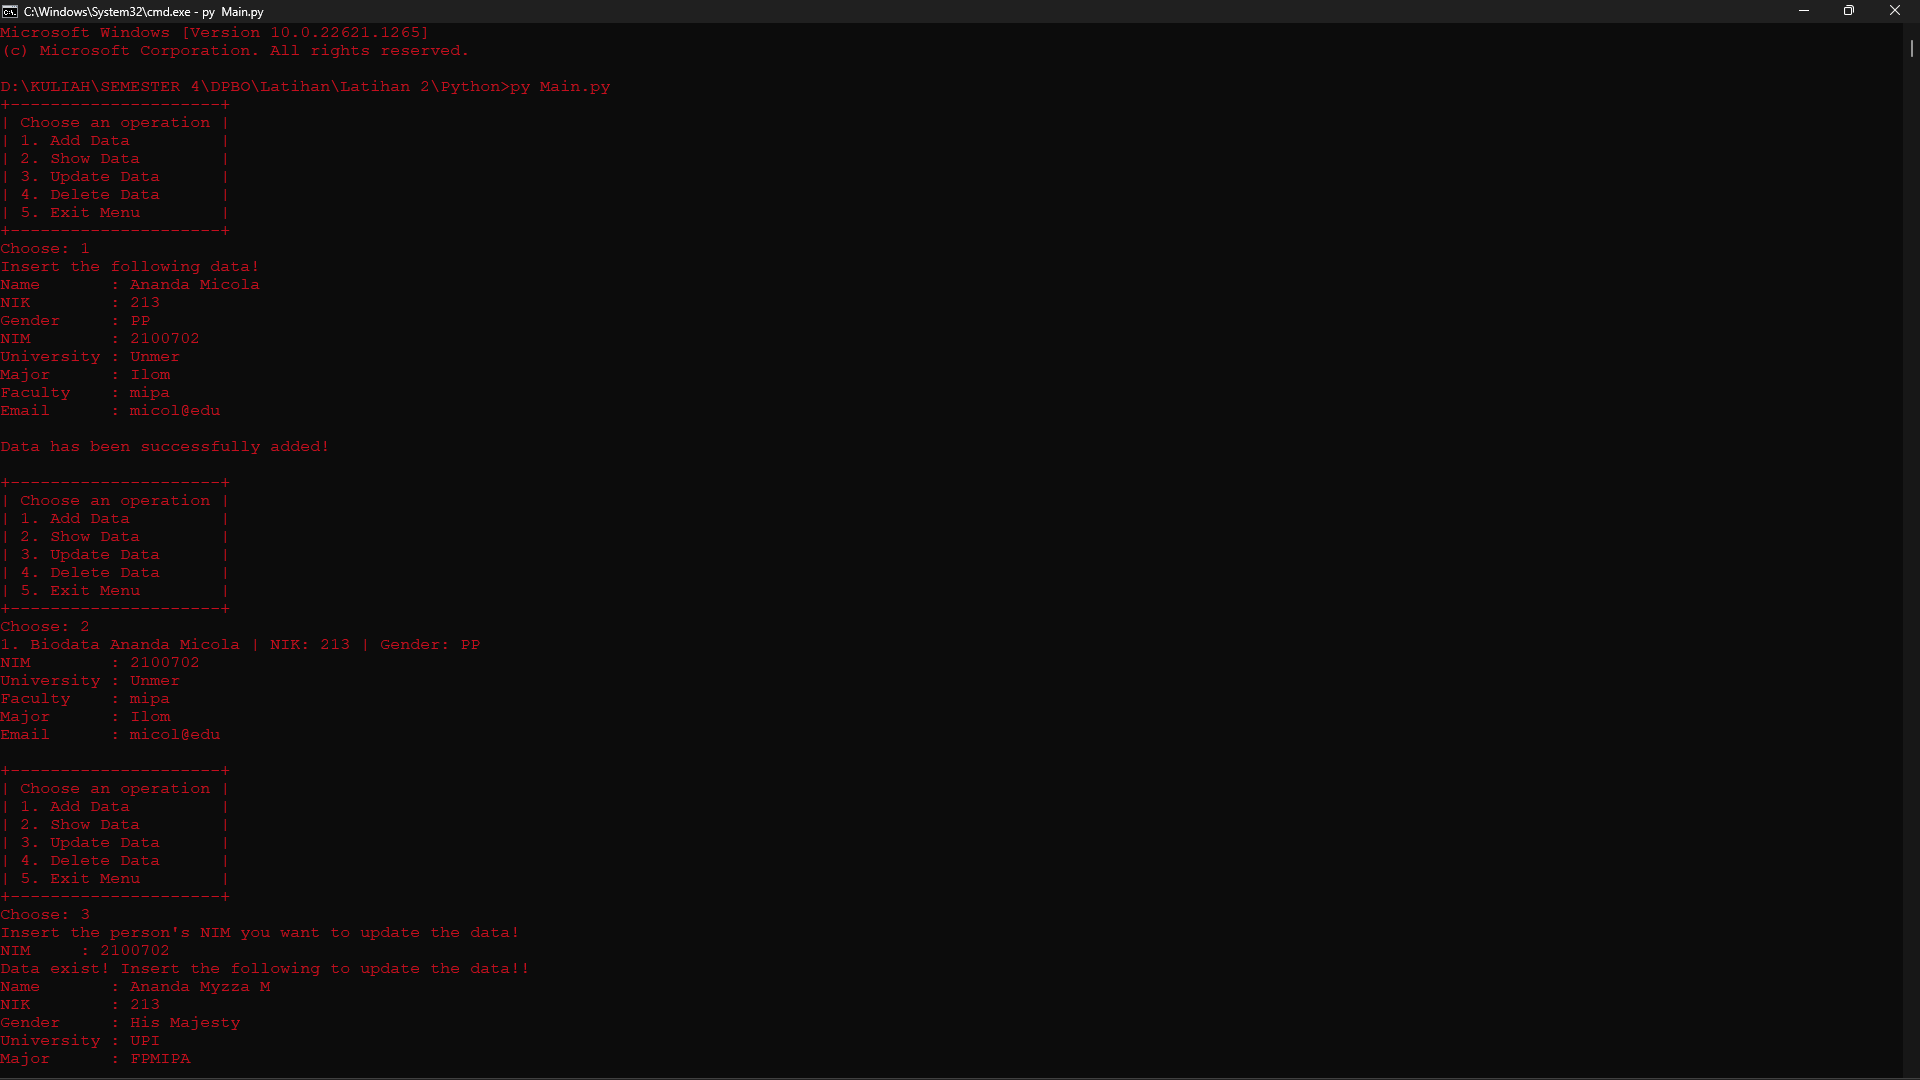 C:\Windows\System32\cmd.exe - py  Main.py
Microsoft Windows [Version 10.0.22621.1265]
(c) Microsoft Corporation. All rights reserved.

D:\KULIAH\SEMESTER 4\DPBO\Latihan\Latihan 2\Python>py Main.py
+---------------------+
| Choose an operation |
| 1. Add Data         |
| 2. Show Data        |
| 3. Update Data      |
| 4. Delete Data      |
| 5. Exit Menu        |
+---------------------+
Choose: 1
Insert the following data!
Name       : Ananda Micola
NIK        : 213
Gender     : PP
NIM        : 2100702
University : Unmer
Major      : Ilom
Faculty    : mipa
Email      : micol@edu

Data has been successfully added!

+---------------------+
| Choose an operation |
| 1. Add Data         |
| 2. Show Data        |
| 3. Update Data      |
| 4. Delete Data      |
| 5. Exit Menu        |
+---------------------+
Choose: 2
1. Biodata Ananda Micola | NIK: 213 | Gender: PP
NIM        : 2100702
University : Unmer
Faculty    : mipa
Major      : Ilom
Email      : micol@edu

+---------------------+
| Choose an operation |
| 1. Add Data         |
| 2. Show Data        |
| 3. Update Data      |
| 4. Delete Data      |
| 5. Exit Menu        |
+---------------------+
Choose: 3
Insert the person's NIM you want to update the data!
NIM     : 2100702
Data exist! Insert the following to update the data!!
Name       : Ananda Myzza M
NIK        : 213
Gender     : His Majesty
University : UPI
Major      : FPMIPA